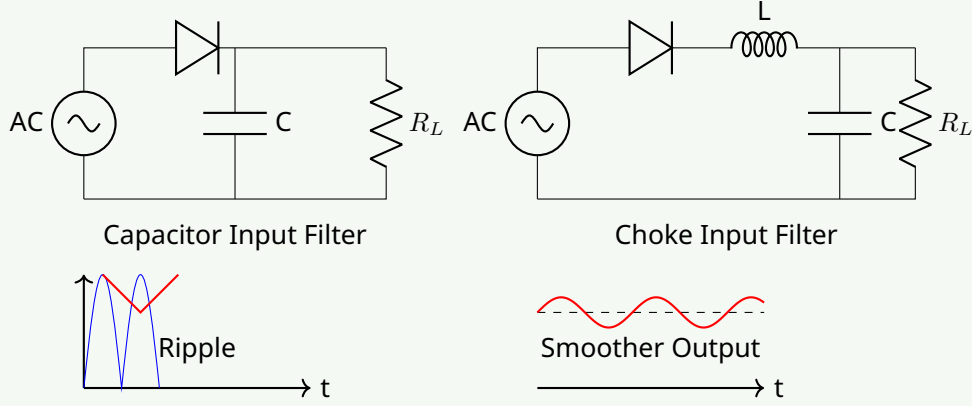 AC
C
R_L
Capacitor Input Filter
L
AC
C
R_L
Choke Input Filter
Ripple
t
Smoother Output
t